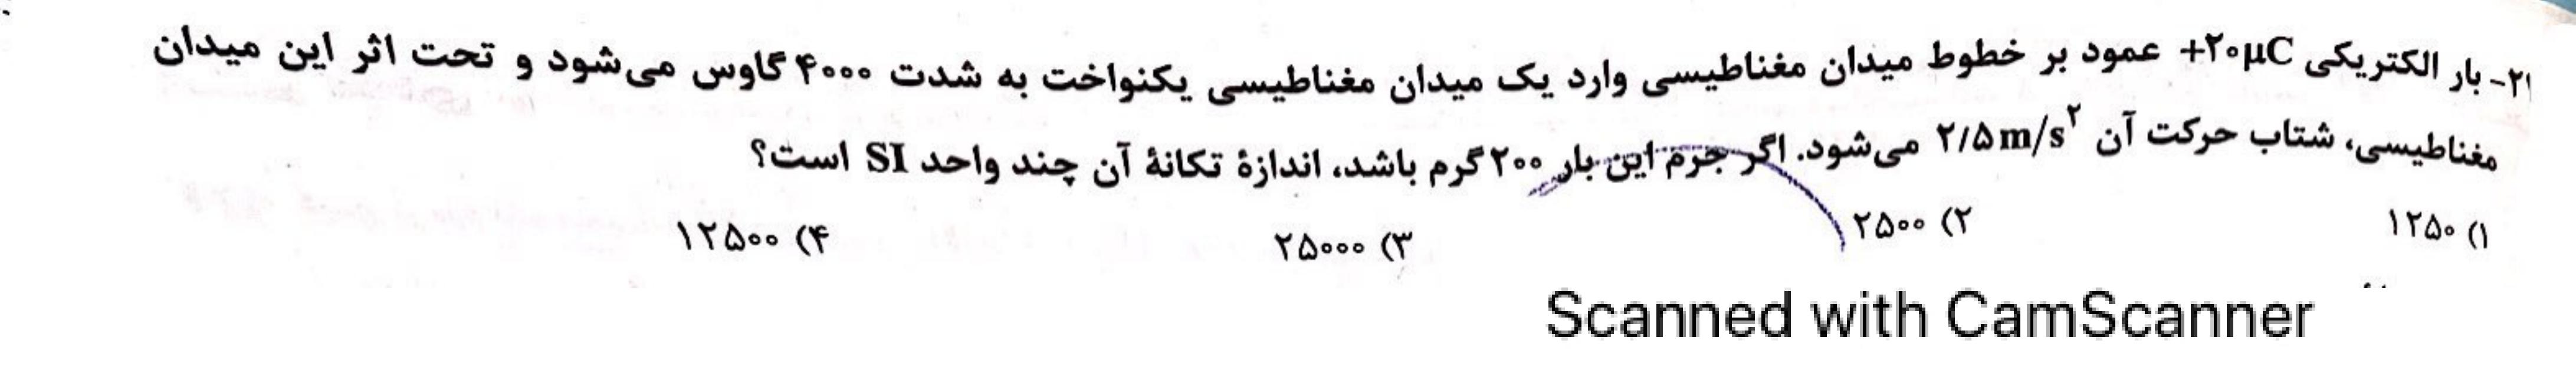 ۲۱- بار الکتریکی +۲۰μC عمود بر خطوط میدان مغناطیسی وارد یک میدان مغناطیسی یکنواخت به شدت ۴۰۰۰ گاوس می‌شود و تحت اثر این میدان
مغناطیسی، شتاب حرکت آن ۲/۵m/s² می‌شود. اگر جرم این بار ۲۰۰ گرم باشد، اندازهٔ تکانهٔ آن چند واحد SI است؟
۱) ۱۲۵۰ ۲) ۲۵۰۰ ۳) ۲۵۰۰۰ ۴) ۱۲۵۰۰
Scanned with CamScanner